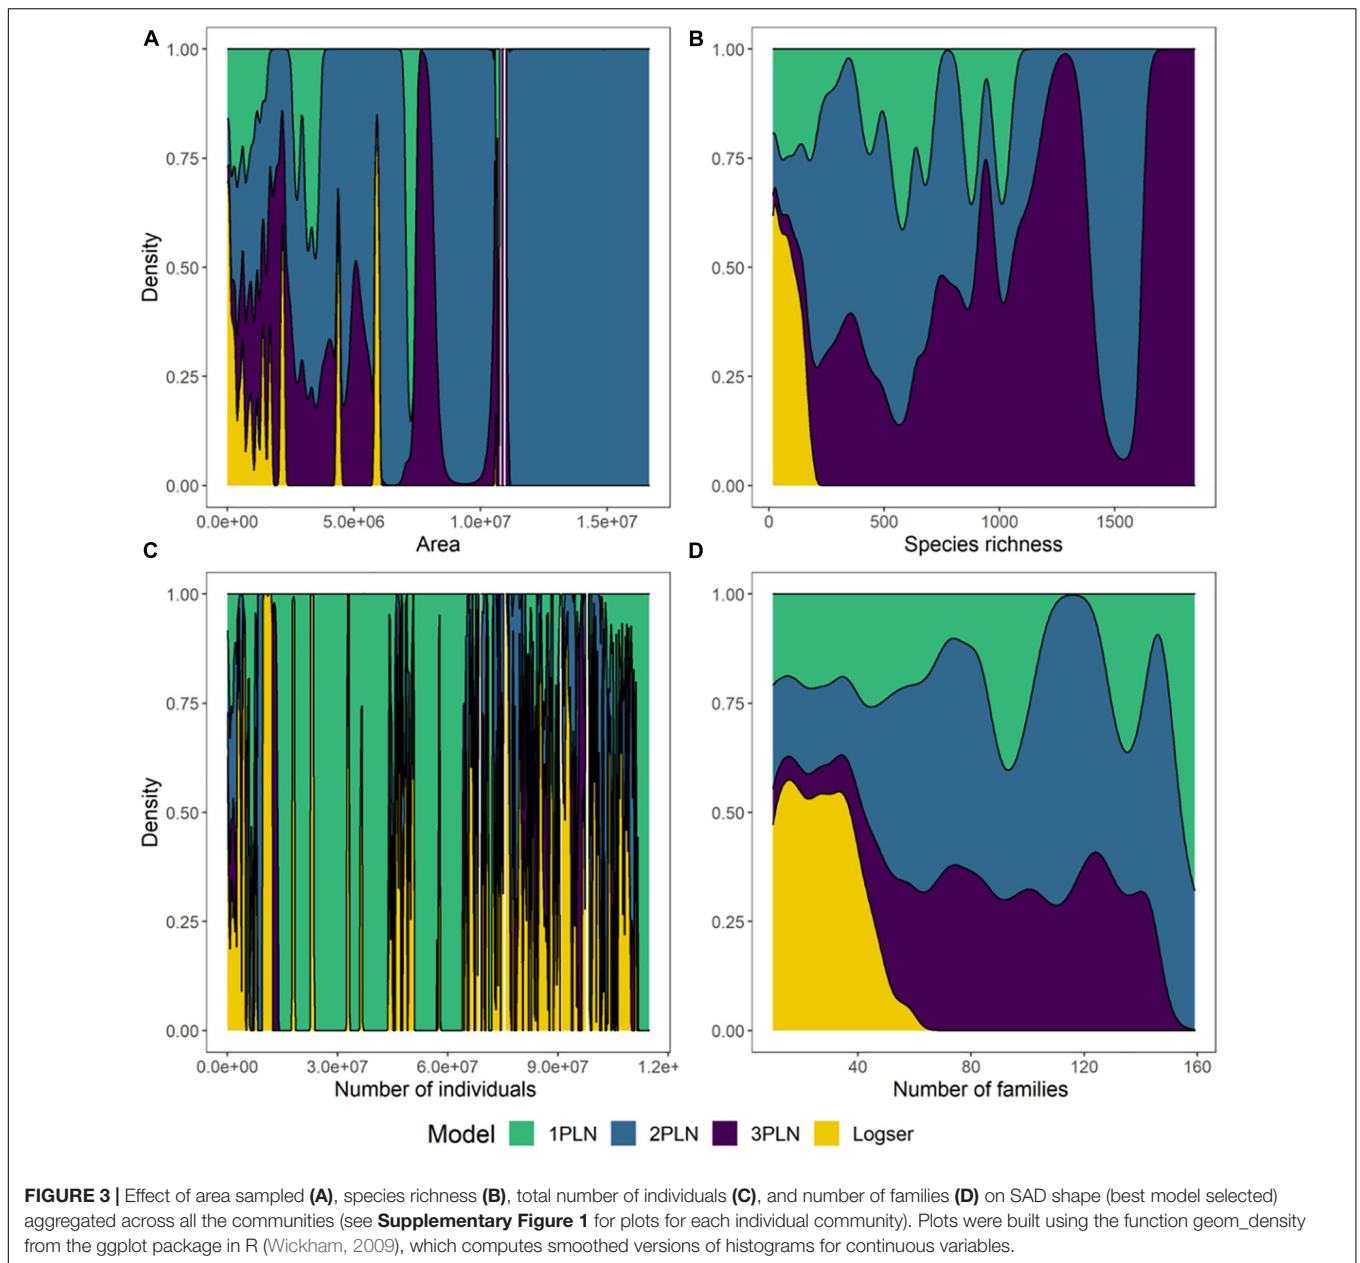 A
1.00
0.75
0.50
0.25
0.00
Density
0.0e+00 5.0e+06 1.0e+07 1.5e+07
Area
B
1.00
0.75
0.50
0.25
0.00
0 500 1000 1500
Species richness
C
1.00
0.75
0.50
0.25
0.00
Density
0.0e+00 3.0e+07 6.0e+07 9.0e+07 1.2e+
Number of individuals
D
1.00
0.75
0.50
0.25
0.00
40 80 120 160
Number of families
Model 1PLN 2PLN 3PLN Logser
FIGURE 3 | Effect of area sampled (A), species richness (B), total number of individuals (C), and number of families (D) on SAD shape (best model selected)
aggregated across all the communities (see Supplementary Figure 1 for plots for each individual community). Plots were built using the function geom_density
from the ggplot package in R (Wickham, 2009), which computes smoothed versions of histograms for continuous variables.